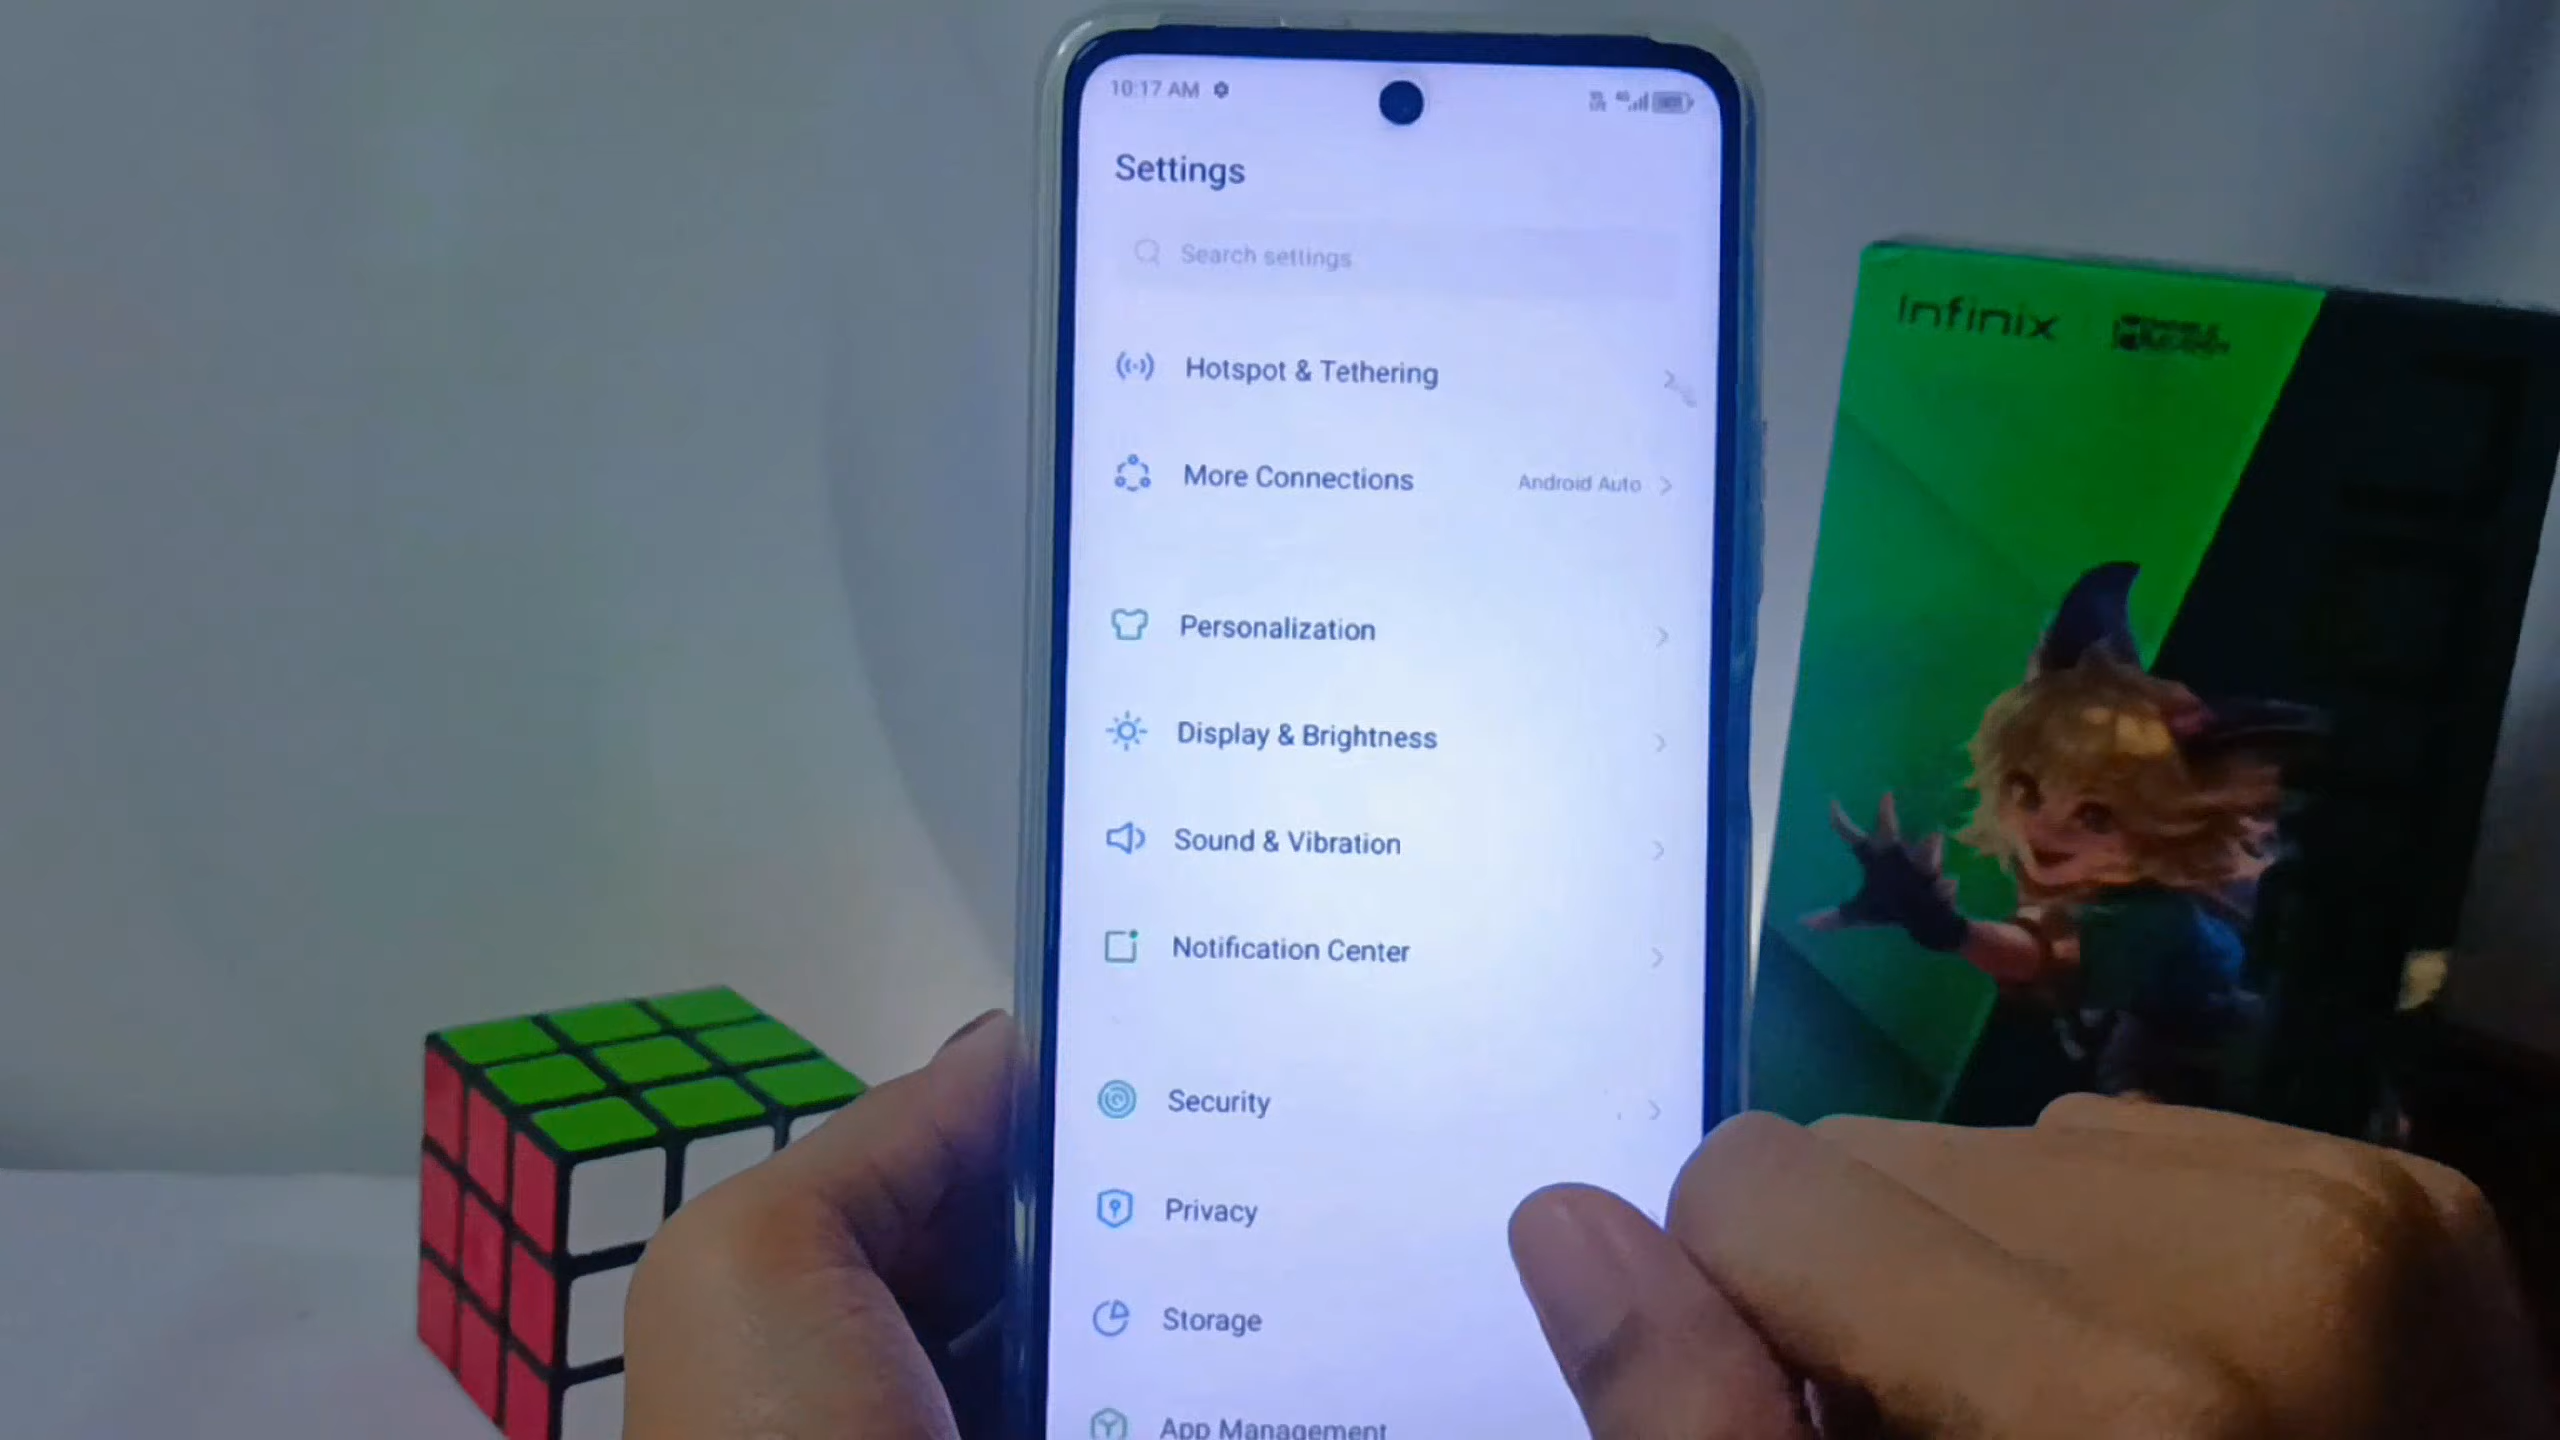 10:17 AM
Settings
Search settings
Hotspot & Tethering
More Connections
Android Auto
Personalization
Display & Brightness
Sound & Vibration
Notification Center
Security
Privacy
Storage
App Management
Infinix